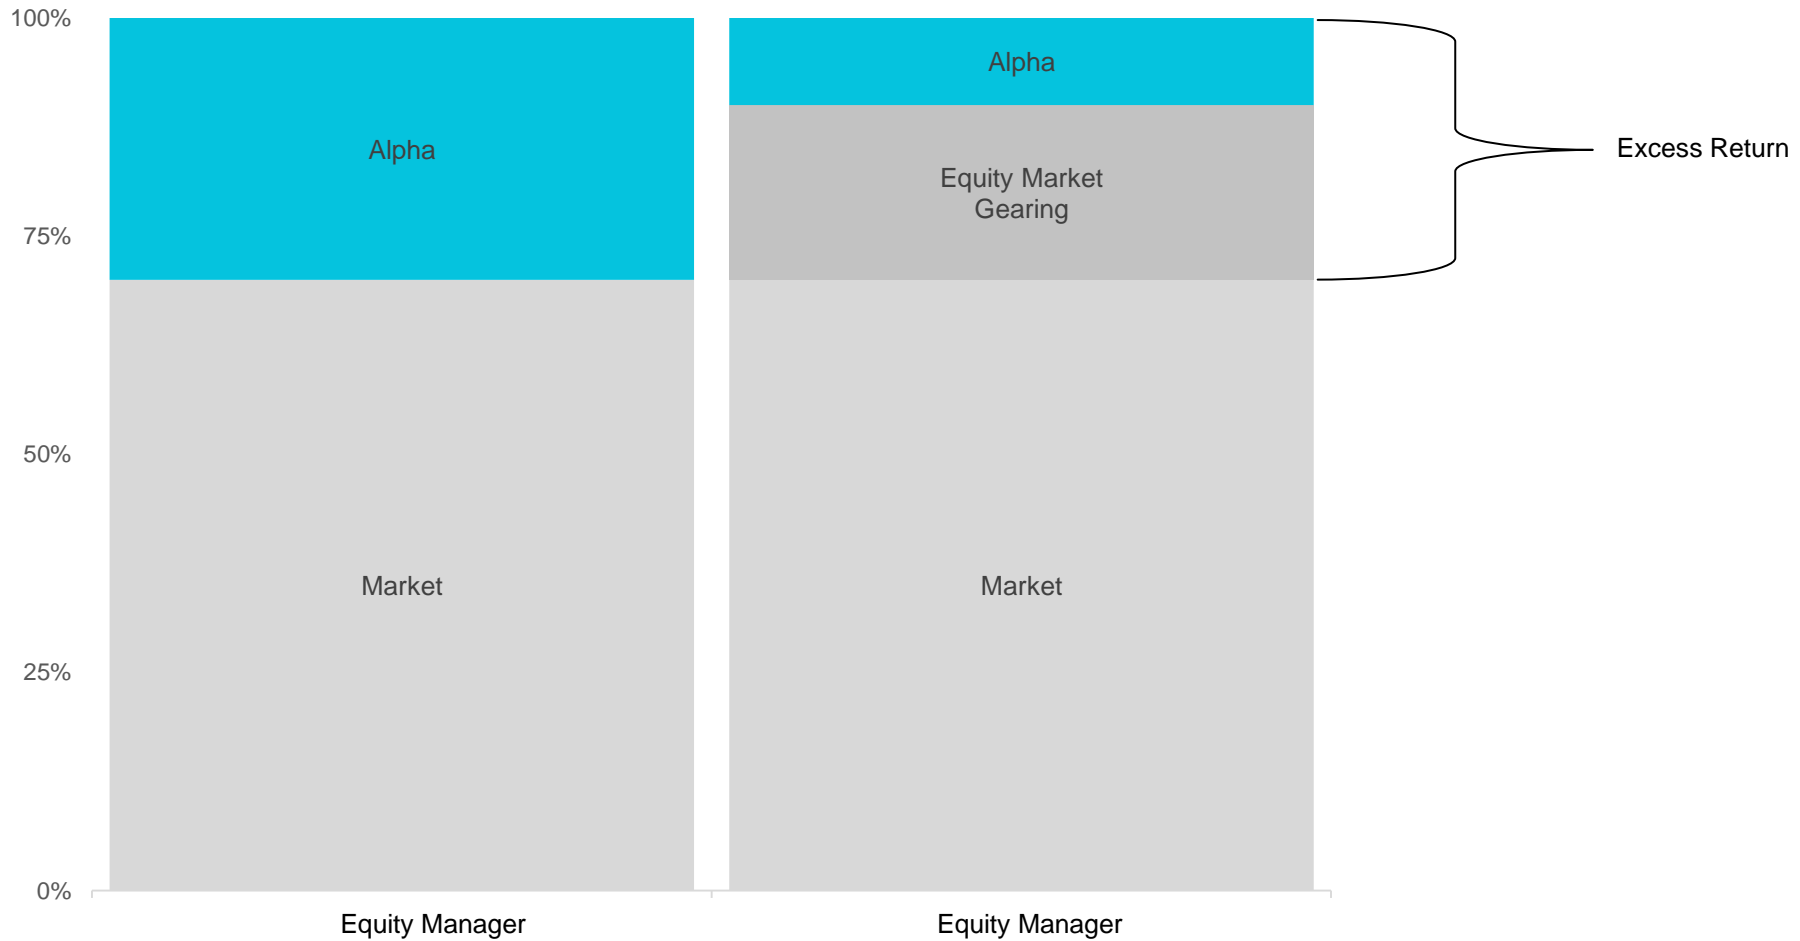 100%
Alpha
Alpha
Excess Return
Equity Market
Gearing
75%
50%
Market
Market
25%
0%
Equity Manager
Equity Manager